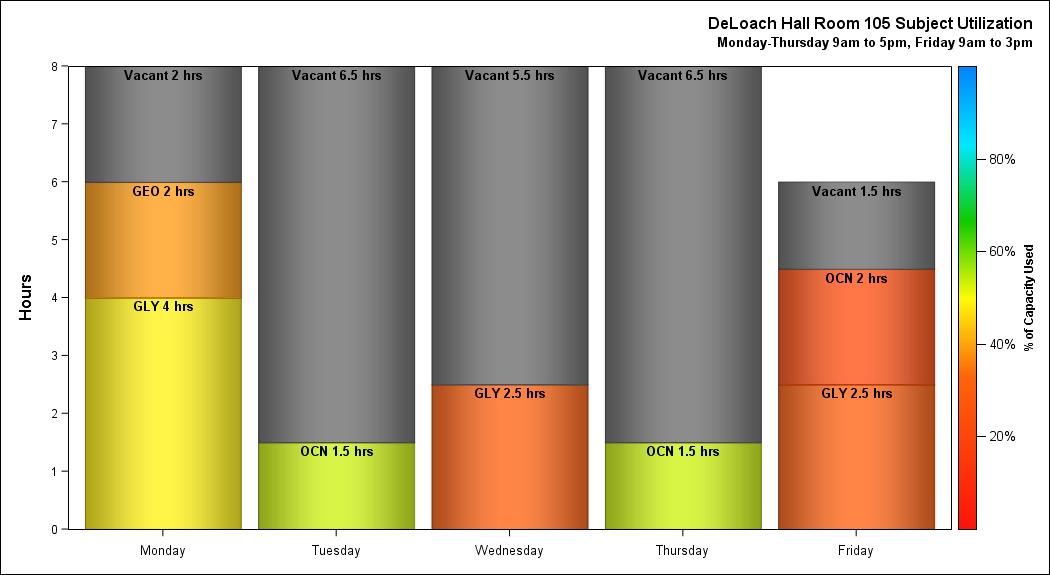 DeLoach Hall Room 105 Subject Utilization
Monday-Thursday 9am to 5pm, Friday 9am to 3pm
Hours
8
7
6
5
4
3
2
1
0
Vacant 2 hrs
GEO 2 hrs
GLY 4 hrs
Vacant 6.5 hrs
OCN 1.5 hrs
Vacant 5.5 hrs
GLY 2.5 hrs
Vacant 6.5 hrs
OCN 1.5 hrs
Vacant 1.5 hrs
OCN 2 hrs
GLY 2.5 hrs
Monday
Tuesday
Wednesday
Thursday
Friday
80%
60%
40%
20%
% of Capacity Used